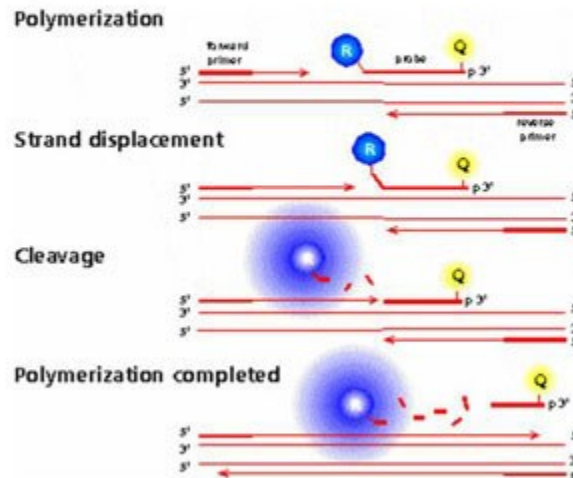 Polymerization
forward
primer
R
probe
Q
5'
p 3'
3'
5'
reverse
primer
Strand displacement
R
Q
5'
p 3'
3'
5'
Cleavage
Q
5'
p 3'
3'
5'
Polymerization completed
Q
p 3'
5'
3'
5'